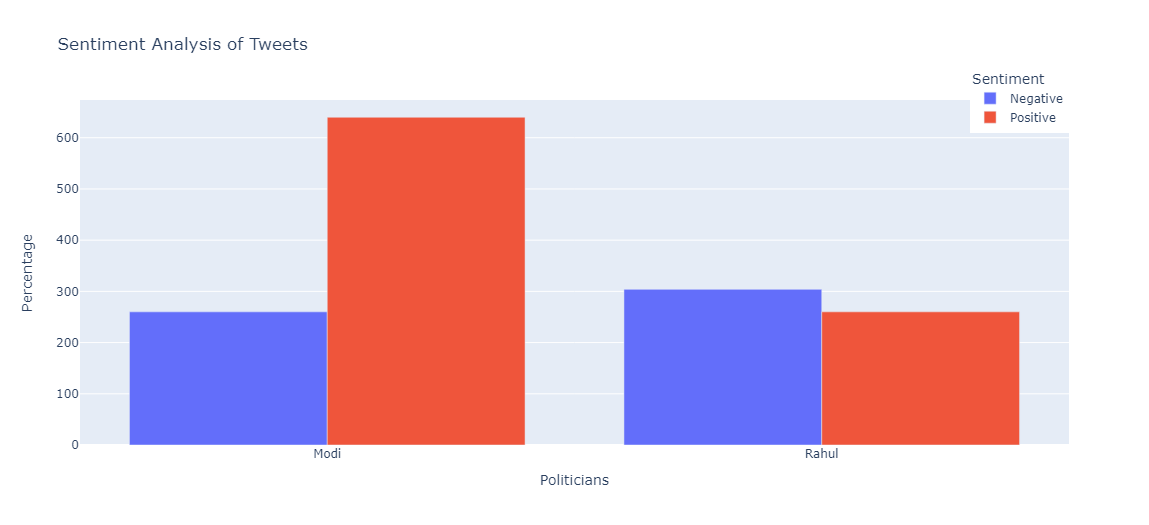 Sentiment Analysis of Tweets
Sentiment
Negative
Positive
Percentage
600
500
400
300
200
100
0
Modi
Rahul
Politicians